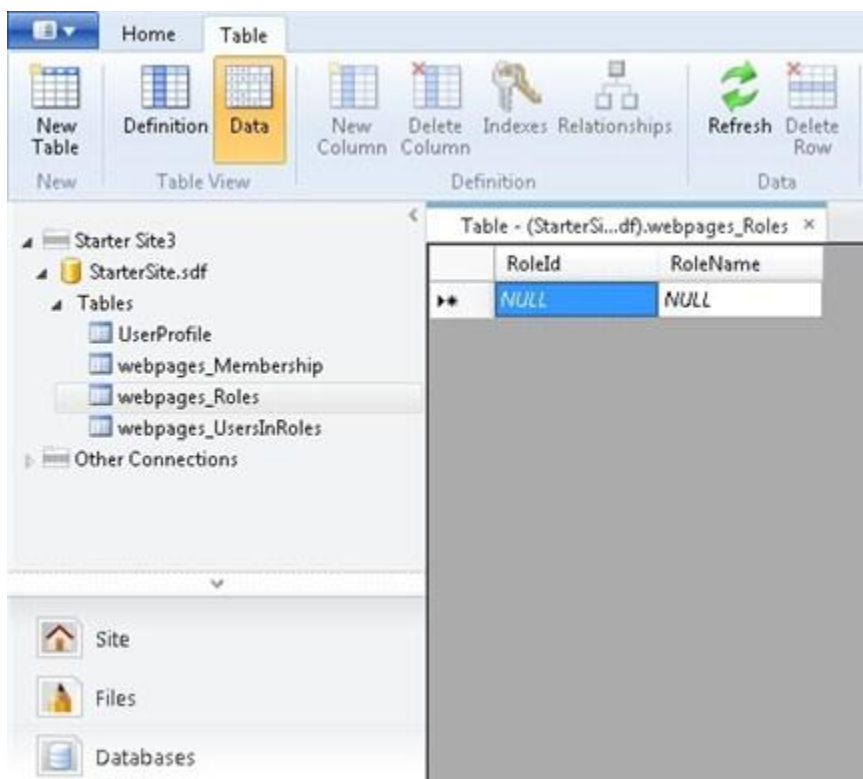 Home Table
New Table
Definition
Data
New Column
Delete Column
Indexes
Relationships
Refresh
Delete Row
New
Table View
Definition
Data
Starter Site3
StarterSite.sdf
Tables
UserProfile
webpages_Membership
webpages_Roles
webpages_UsersInRoles
Other Connections
Site
Files
Databases
Table - (StarterSi...df).webpages_Roles ×
RoleId RoleName
NULL NULL